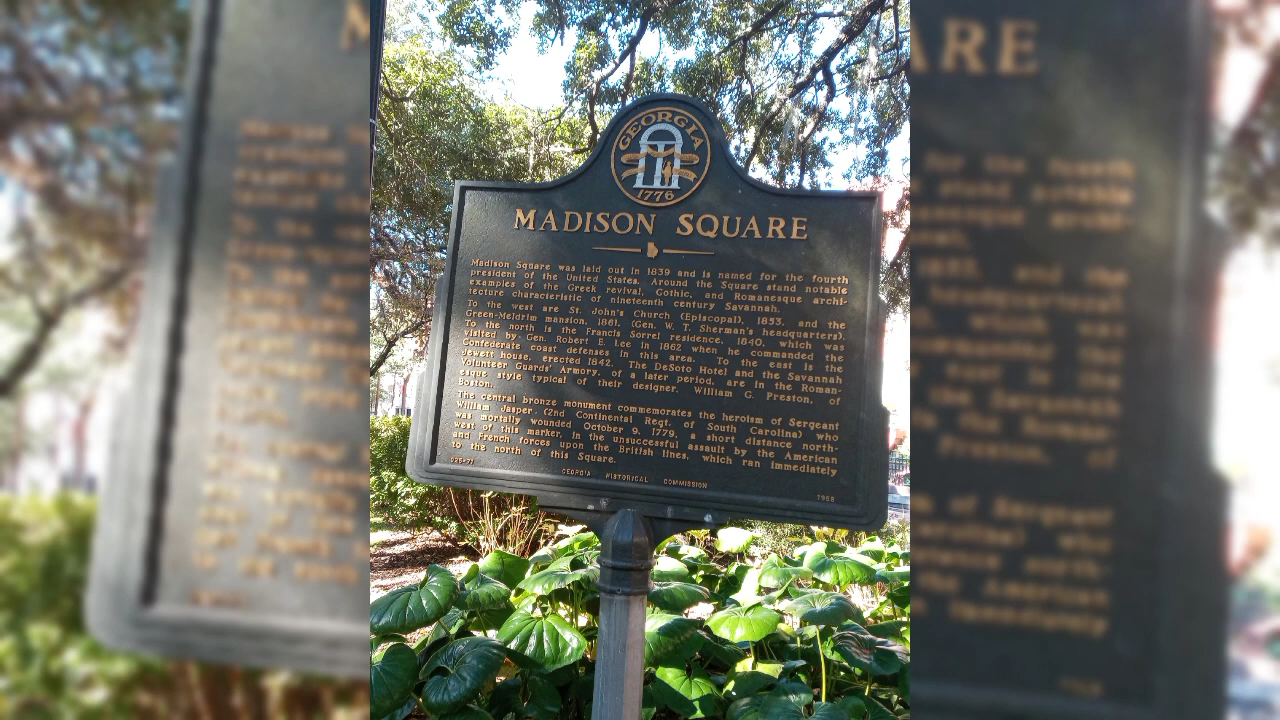 GEORGIA
1776
MADISON SQUARE
Madison Square was laid out in 1839 and is named for the fourth
president of the United States. Around the Square stand notable
examples of the Greek revival, Gothic, and Romanesque archi-
tecture characteristic of nineteenth century Savannah.
To the west are St. John's Church (Episcopal), 1853, and the
Green-Meldrim mansion, 1861, (Gen. W. T. Sherman's headquarters).
To the north is the Francis Sorrel residence, 1840, which was
visited by Gen. Robert E. Lee in 1862 when he commanded the
Confederate coast defenses in this area. To the east is the
Jewett house, erected 1842. The DeSoto Hotel and the Savannah
Volunteer Guards' Armory, of a later period, are in the Roman-
esque style typical of their designer, William G. Preston, of
Boston.
The central bronze monument commemorates the heroism of Sergeant
William Jasper (2nd Continental Regt. of South Carolina) who
was mortally wounded October 9, 1779, a short distance north-
west of this marker, in the unsuccessful assault by the American
and French forces upon the British lines, which ran immediately
to the north of this Square.
025-71 GEORGIA HISTORICAL COMMISSION 1958